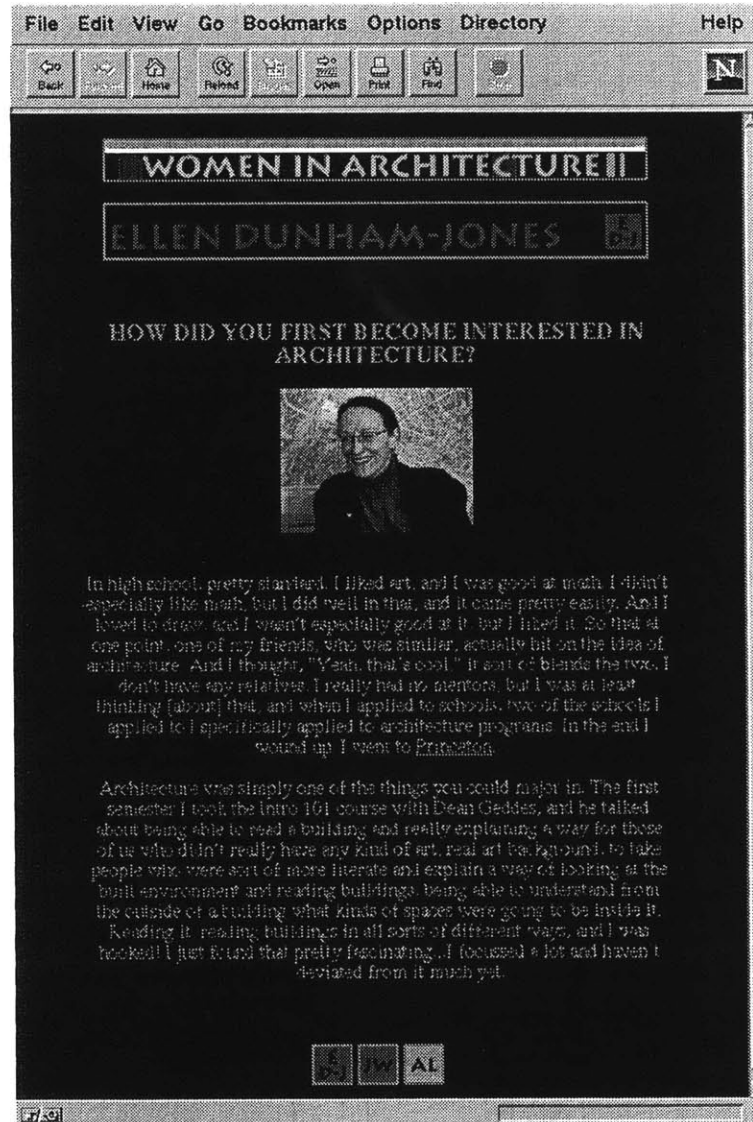 File Edit View Go Bookmarks Options Directory Help
Back Home Reload Open Print Find
N
WOMEN IN ARCHITECTURE
ELLEN DUNHAM-JONES E D-J
HOW DID YOU FIRST BECOME INTERESTED IN
ARCHITECTURE?
In high school, pretty standard. I liked art, and I was good at math. I didn't
especially like math, but I did well in that, and it came pretty easily. And I
loved to draw, and I wasn't especially good at it, but I liked it. So that at
one point, one of my friends, who was similar, actually hit on the idea of
architecture. And I thought, "Yeah, that's cool," it sort of blends the two. I
don't have any relatives, I really had no mentors, but I was at least
thinking [about] that, and when I applied to schools, two of the schools I
applied to I specifically applied to architecture programs. In the end I
wound up, I went to Princeton.
Architecture was simply one of the things you could major in. The first
semester I took the Intro 101 course with Dean Geddes, and he talked
about being able to read a building and really explaining a way for those
of us who didn't really have any kind of art, real art background, to take
people who were sort of more literate and explain a way of looking at the
built environment and reading buildings, being able to understand from
the outside of a building what kinds of spaces were going to be inside it.
Reading it, reading buildings in all sorts of different ways, and I was
hooked! I just found that pretty fascinating...I focussed a lot and haven't
deviated from it much yet.
E D-J JW AL